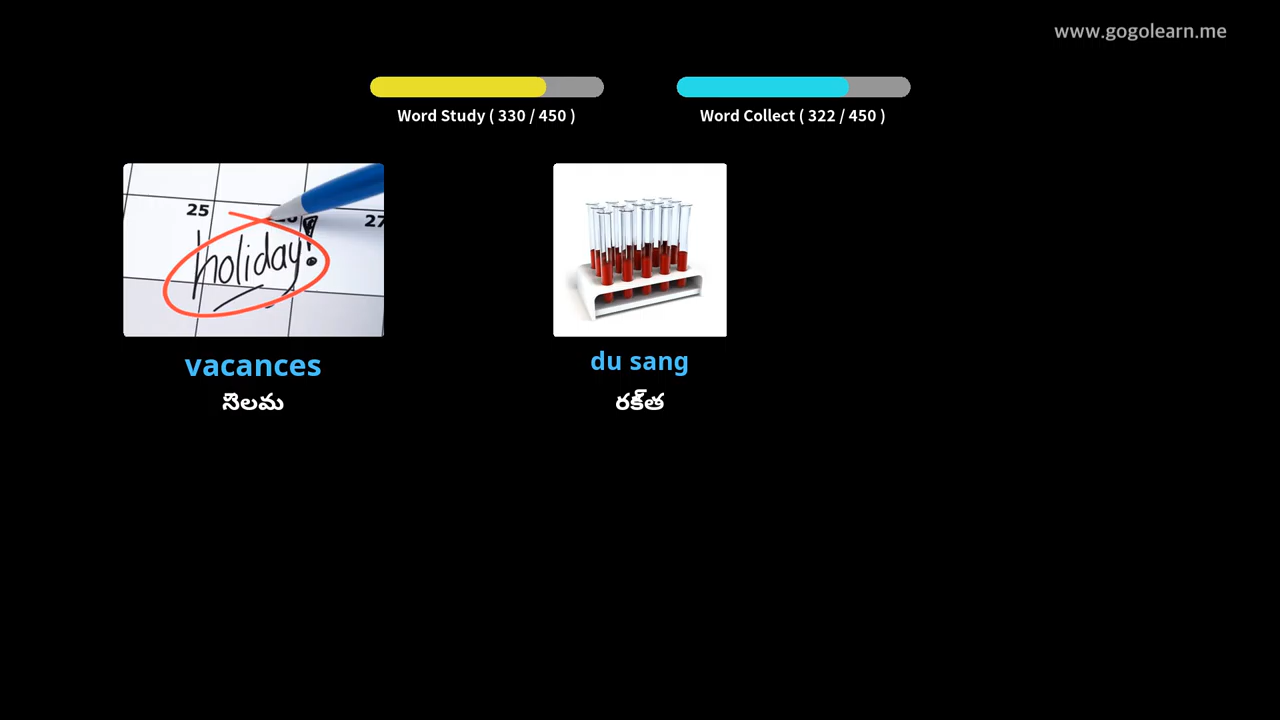 www.gogolearn.me
Word Study ( 330 / 450 )
Word Collect ( 322 / 450 )
25
26
27
holiday!
vacances
సెలవు
du sang
రక్త